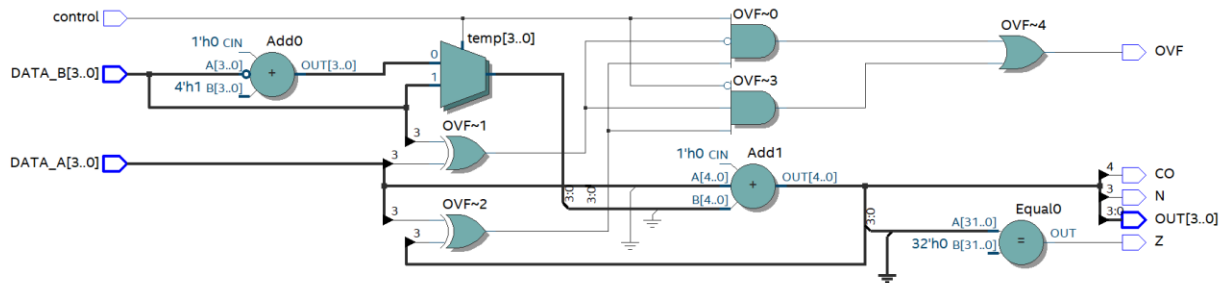 control
OVF~0
OVF~4
temp[3..0]
1'h0 CIN
Add0
OVF
DATA_B[3..0]
A[3..0]
OUT[3..0]
0
+
4'h1 B[3..0]
1
OVF~3
3
OVF~1
DATA_A[3..0]
3
1'h0 CIN
Add1
4
CO
A[4..0]
OUT[4..0]
+
3:0
3:0
3
N
B[4..0]
3
OVF~2
3:0
Equal0
3:0
OUT[3..0]
A[31..0]
OUT
3
32'h0 B[31..0]
=
Z